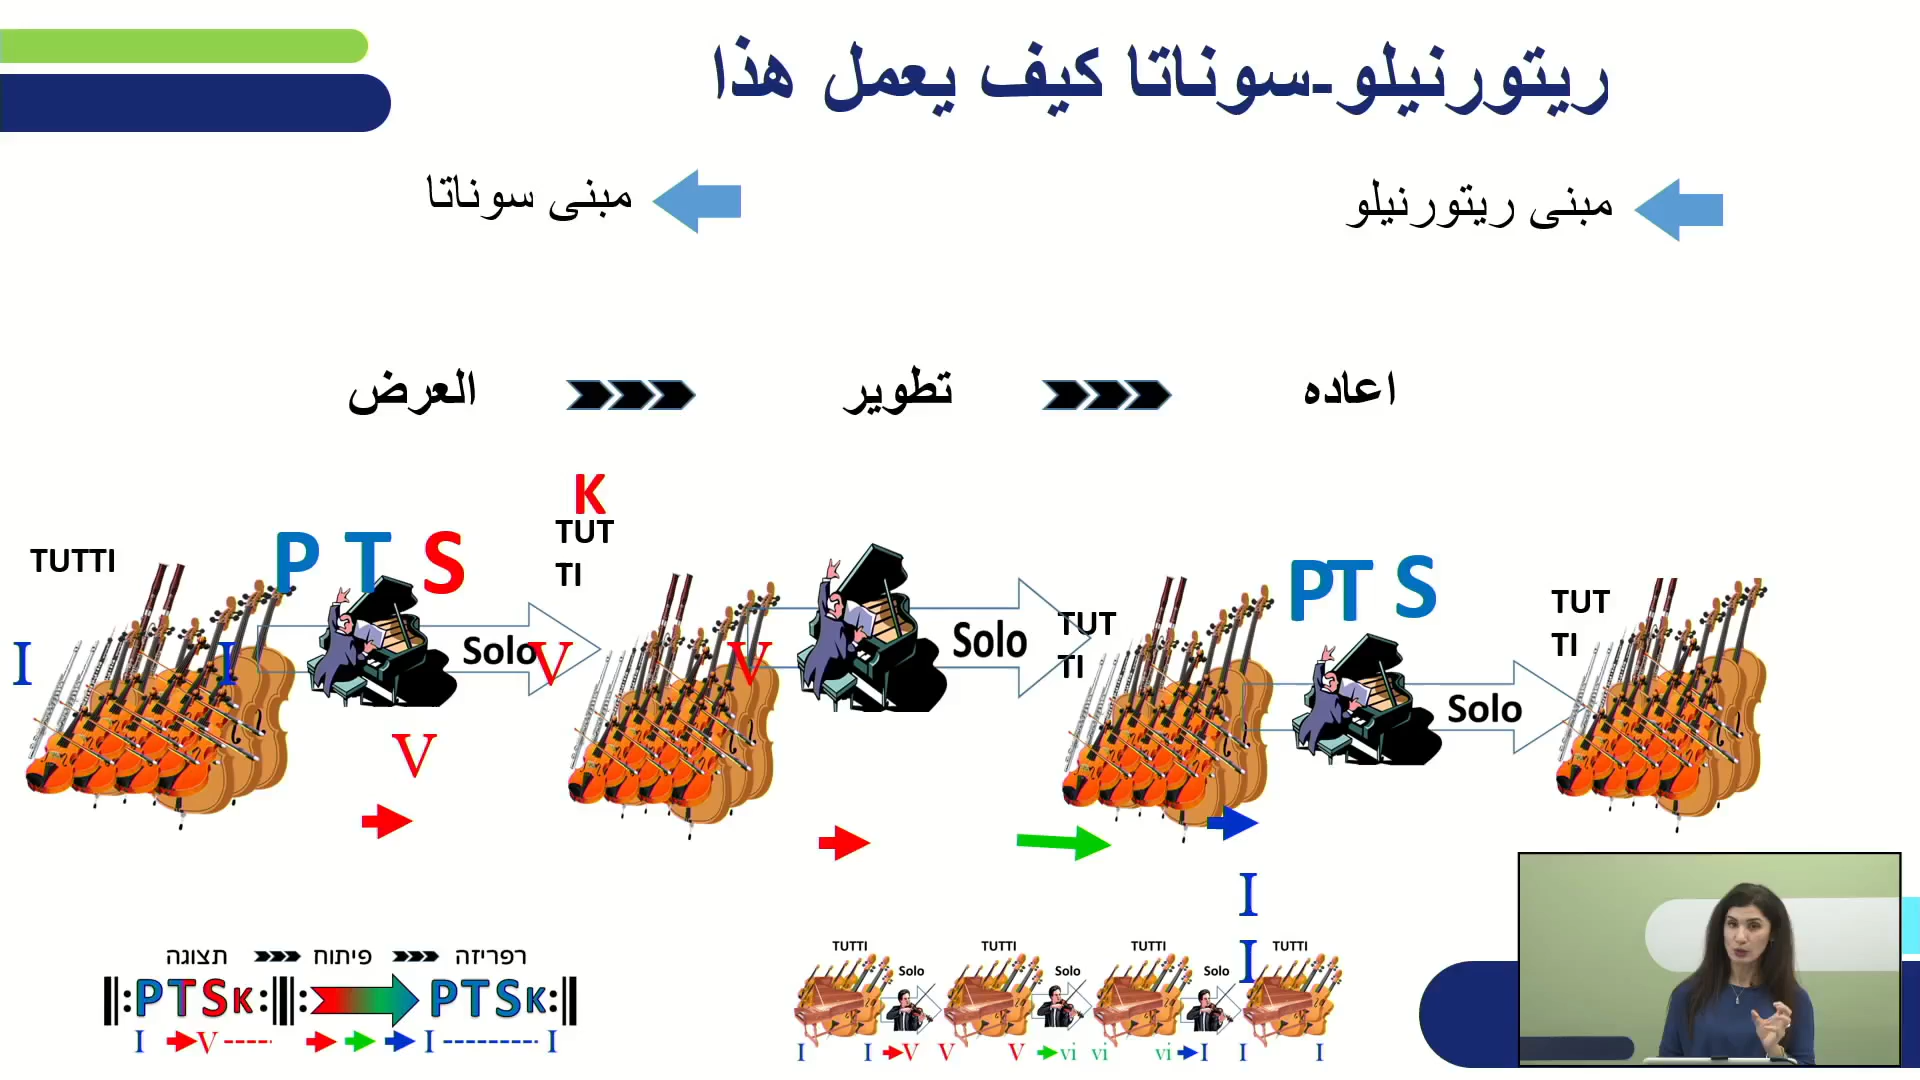 ريتورنيلو-سوناتا كيف يعمل هذا
مبنى ريتورنيلو
مبنى سوناتا
العرض
تطوير
اعاده
K
TUTTI
P T S
TUT
TI
PT S
TUT
TI
TUT
TI
I
I
Solo
V
V
Solo
Solo
V
I
I
תצוגה
פיתוח
רפריזה
PTSK
PTSK
I
V
I
I
TUTTI
TUTTI
TUTTI
TUTTI
Solo
Solo
Solo
I
I
V
V
V
vi
vi
vi
I
I
I